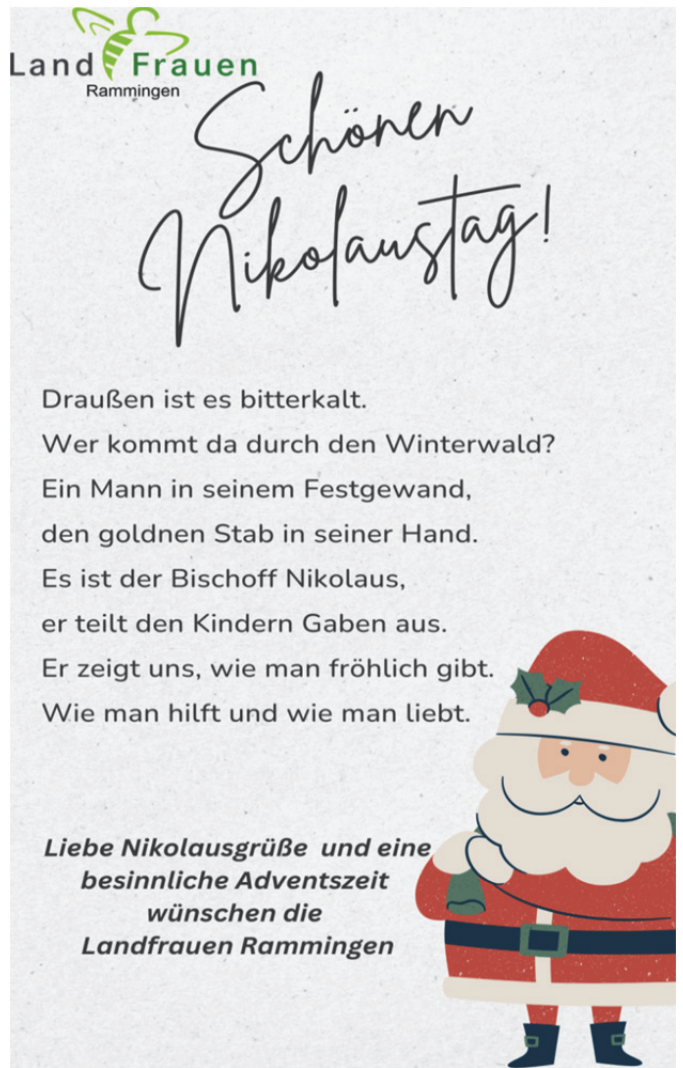 Land Frauen
Rammingen
Schönen
Nikolaustag!
Draußen ist es bitterkalt.
Wer kommt da durch den Winterwald?
Ein Mann in seinem Festgewand,
den goldnen Stab in seiner Hand.
Es ist der Bischoff Nikolaus,
er teilt den Kindern Gaben aus.
Er zeigt uns, wie man fröhlich gibt.
Wie man hilft und wie man liebt.
Liebe Nikolausgrüße und eine
besinnliche Adventszeit
wünschen die
Landfrauen Rammingen